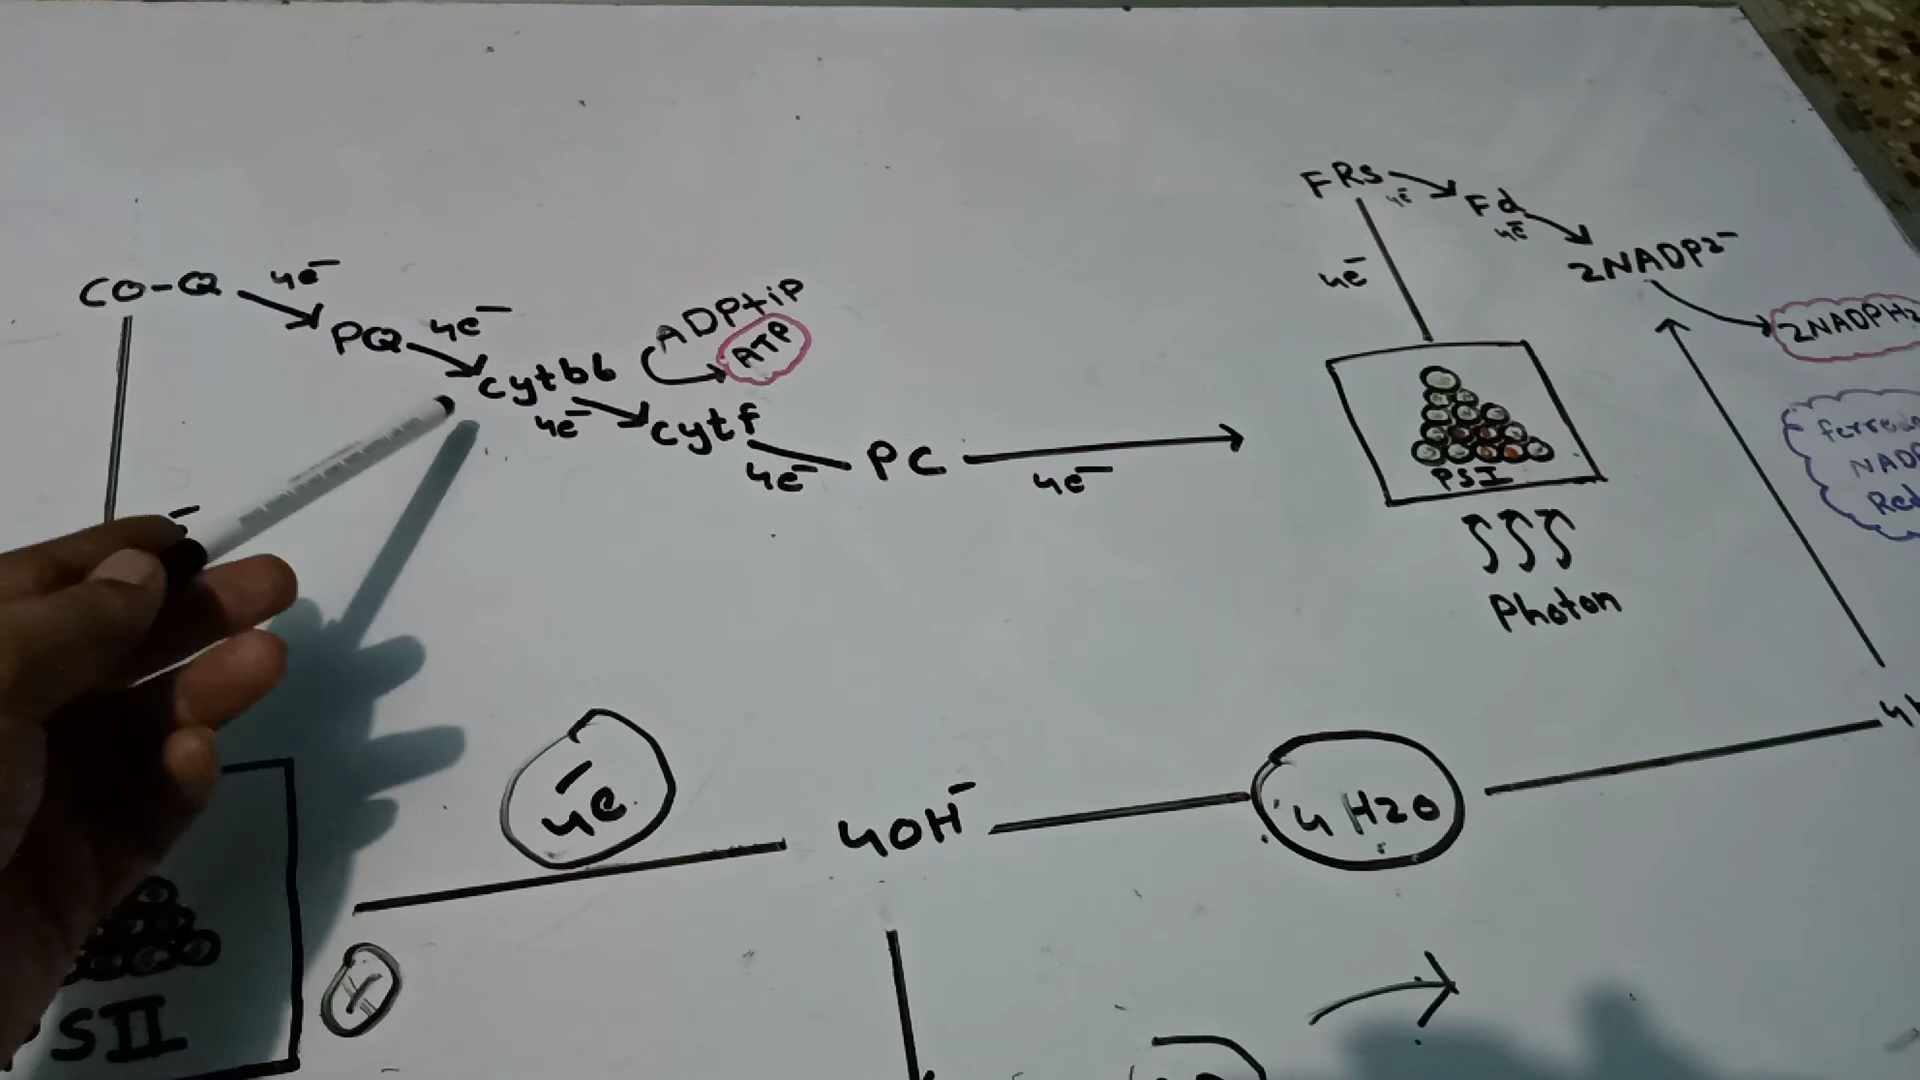 FRS
4e-
Fd
4e-
2NADP2-
4e-
2NADPH2
CO-Q
4e-
PQ
4e-
ADP+iP
ATP
cytb6
4e-
cytf
4e-
PC
4e-
PSI
NADP
Photon
4e-
4OH-
4H2O
SII